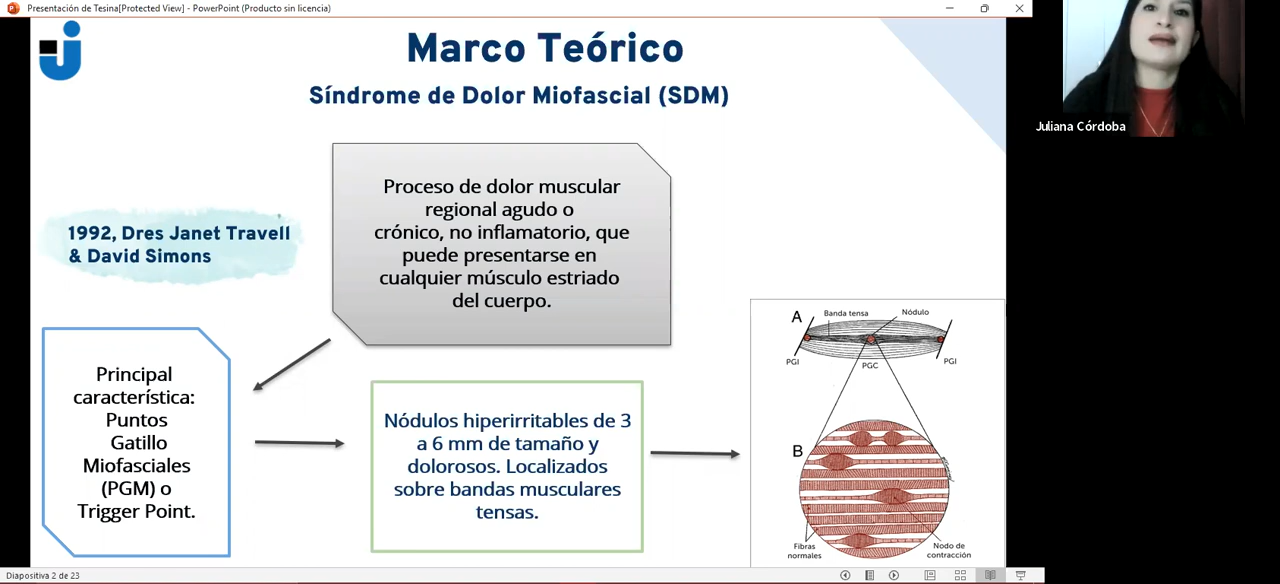 Presentación de Tesina[Protected View] - PowerPoint (Producto sin licencia)
Marco Teórico
Síndrome de Dolor Miofascial (SDM)
Juliana Córdoba
Proceso de dolor muscular
regional agudo o
crónico, no inflamatorio, que
puede presentarse en
cualquier músculo estriado
del cuerpo.
1992, Dres Janet Travell
& David Simons
Principal
característica:
Puntos
Gatillo
Miofasciales
(PGM) o
Trigger Point.
Nódulos hiperirritables de 3
a 6 mm de tamaño y
dolorosos. Localizados
sobre bandas musculares
tensas.
A
Banda tensa
Nódulo
PGI
PGC
PGI
B
Fibras
normales
Nodo de
contracción
Diapositiva 2 de 23